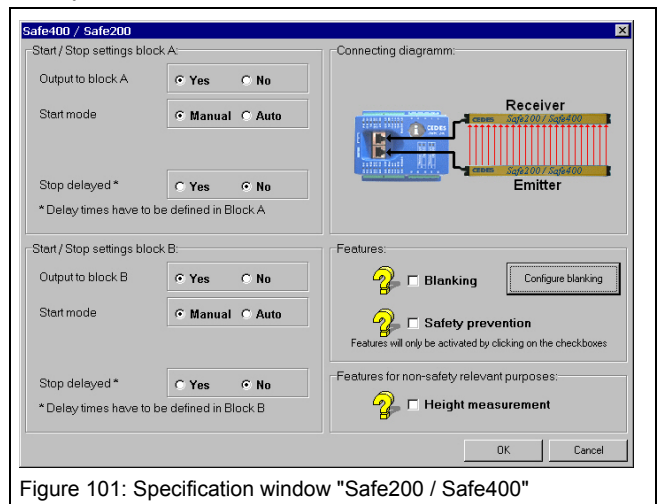 Safe400 / Safe200
Start / Stop settings block A:
Output to block A
Yes No
Start mode
Manual Auto
Stop delayed *
Yes No
* Delay times have to be defined in Block A
Start / Stop settings block B:
Output to block B
Yes No
Start mode
Manual Auto
Stop delayed *
Yes No
* Delay times have to be defined in Block B
Connecting diagramm:
Receiver
CEDES Safe200 / Safe400
CEDES
CEDES Safe200 / Safe400
Emitter
Features:
Blanking
Configure blanking
Safety prevention
Features will only be activated by clicking on the checkboxes
Features for non-safety relevant purposes:
Height measurement
OK Cancel
Figure 101: Specification window "Safe200 / Safe400"